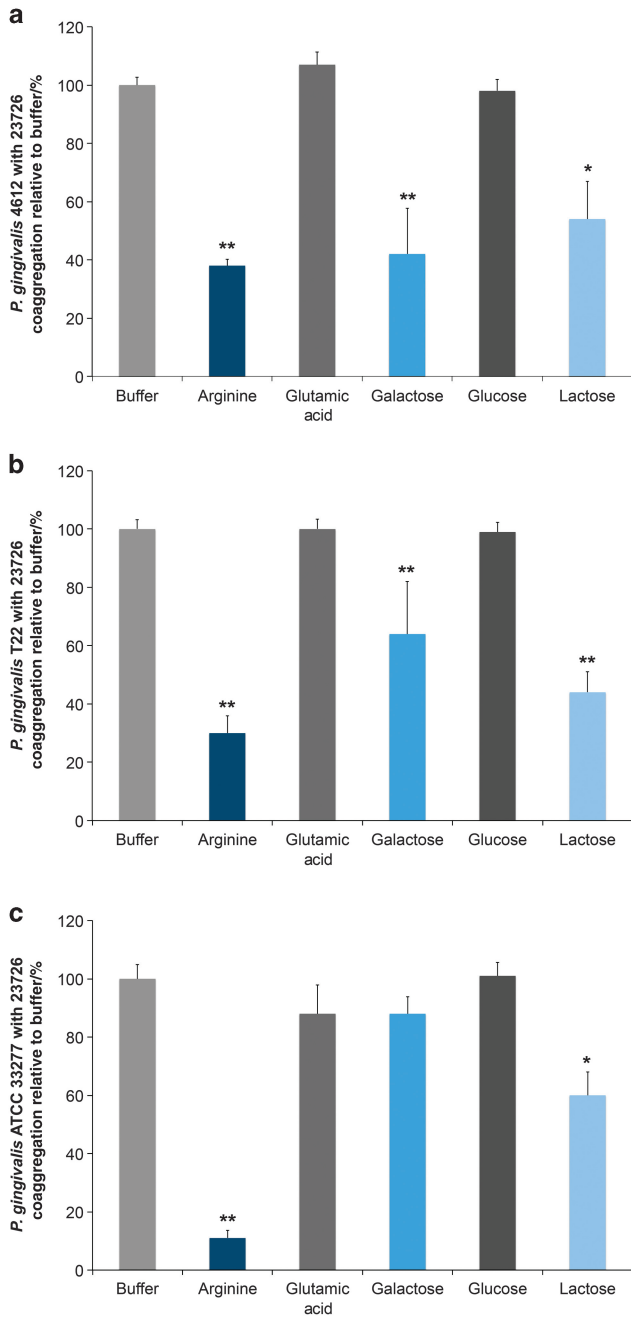 a
P. gingivalis 4612 with 23726
coaggregation relative to buffer/%
120
100
80
60
40
20
0
**
**
*
Buffer
Arginine
Glutamic
acid
Galactose
Glucose
Lactose
b
P. gingivalis T22 with 23726
coaggregation relative to buffer/%
120
100
80
60
40
20
0
**
**
**
Buffer
Arginine
Glutamic
acid
Galactose
Glucose
Lactose
c
P. gingivalis ATCC 33277 with 23726
coaggregation relative to buffer/%
120
100
80
60
40
20
0
**
*
Buffer
Arginine
Glutamic
acid
Galactose
Glucose
Lactose